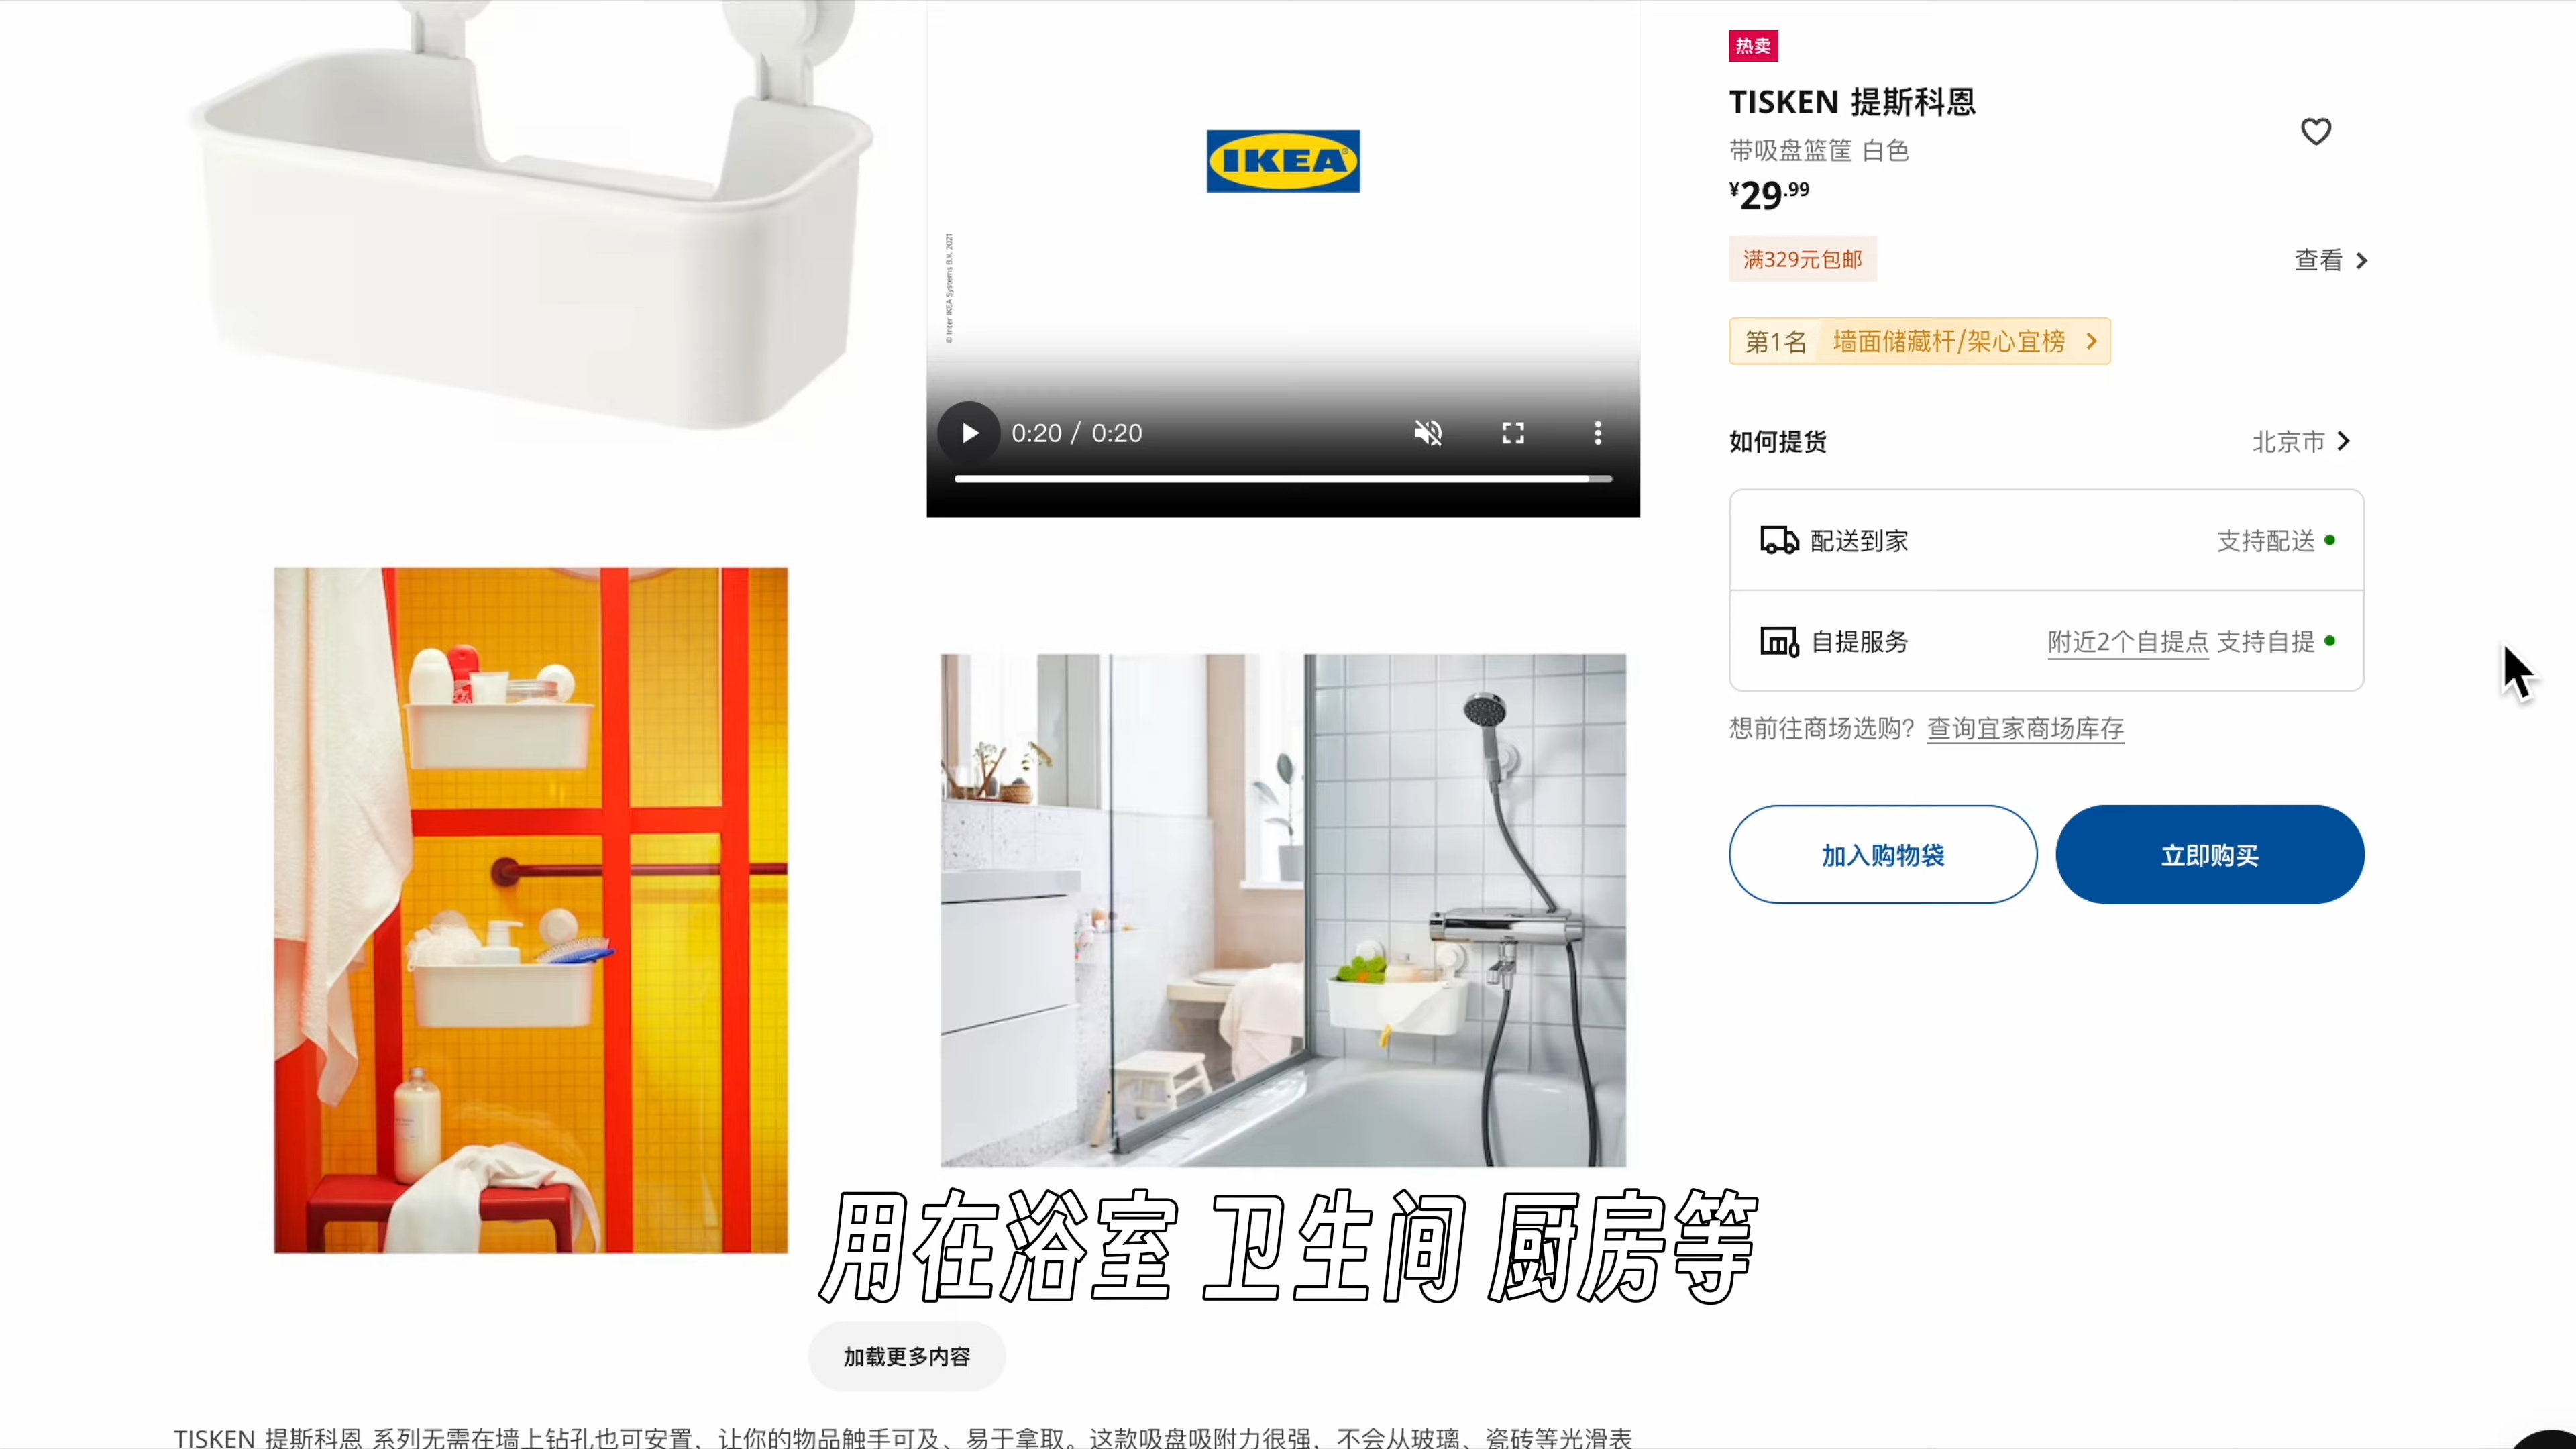 热卖
TISKEN 提斯科恩
带吸盘篮筐 白色
¥29.99
满329元包邮
查看
第1名 墙面储藏杆/架心宜榜
如何提货
北京市
配送到家
支持配送
自提服务
附近2个自提点 支持自提
想前往商场选购? 查询宜家商场库存
加入购物袋
立即购买
IKEA
© Inter IKEA Systems B.V. 2021
0:20 / 0:20
用在浴室 卫生间 厨房等
加载更多内容
TISKEN 提斯科恩 系列无需在墙上钻孔也可安置，让你的物品触手可及、易于拿取。这款吸盘吸附力很强，不会从玻璃、瓷砖等光滑表